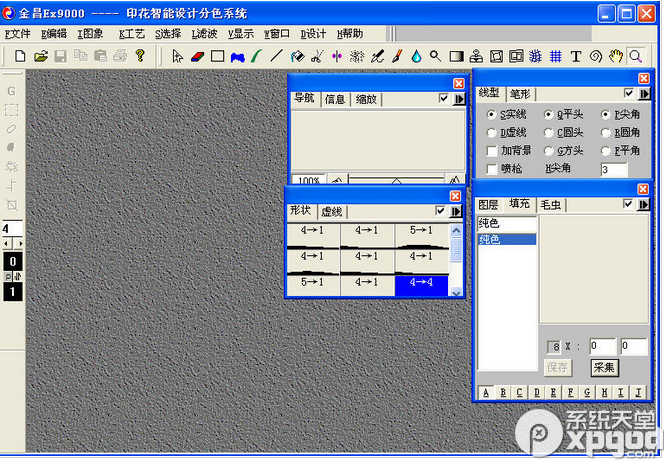 金昌Ex9000 ---- 印花智能设计分色系统
F文件 E编辑 I图象 K工艺 S选择 L滤波 V显示 W窗口 D设计 H帮助
G
4
0
1
导航 信息 缩放
100%
形状 虚线
4→1 4→1 5→1
4→1 4→1 4→1
5→1 4→1 4→4
线型 笔形
S实线 Q平头 P尖角
D虚线 C圆头 R圆角
加背景 G方头 F平角
喷枪 H尖角 3
图层 填充 毛虫
纯色
纯色
8 X : 0 0
保存 采集
A B C D E F G H I J
系统天堂
xpgod